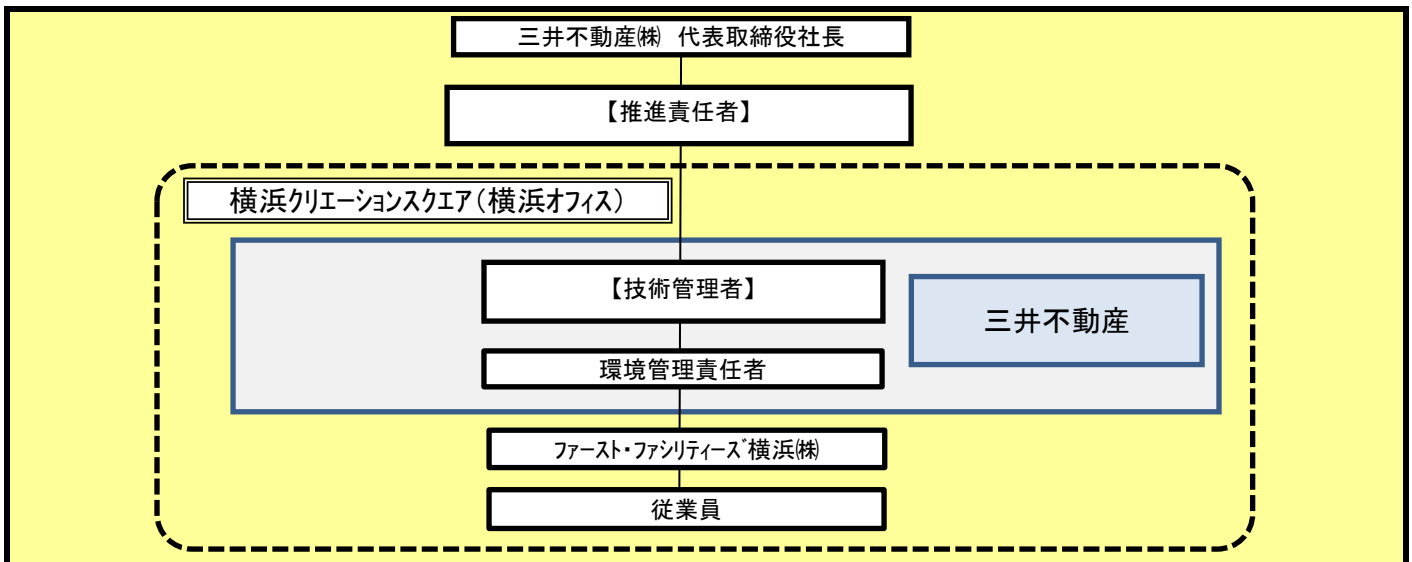 三井不動産㈱ 代表取締役社長
【推進責任者】
横浜クリエーションスクエア（横浜オフィス）
【技術管理者】
三井不動産
環境管理責任者
ファースト・ファシリティーズ横浜㈱
従業員